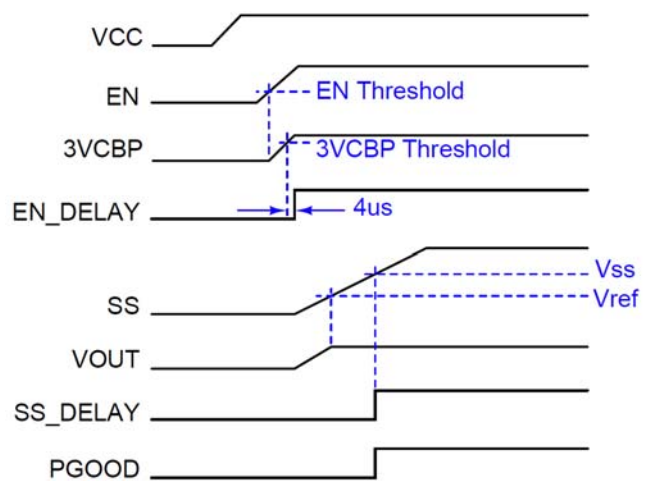 VCC
EN
EN Threshold
3VCBP
3VCBP Threshold
EN_DELAY
4us
SS
Vss
Vref
VOUT
SS_DELAY
PGOOD